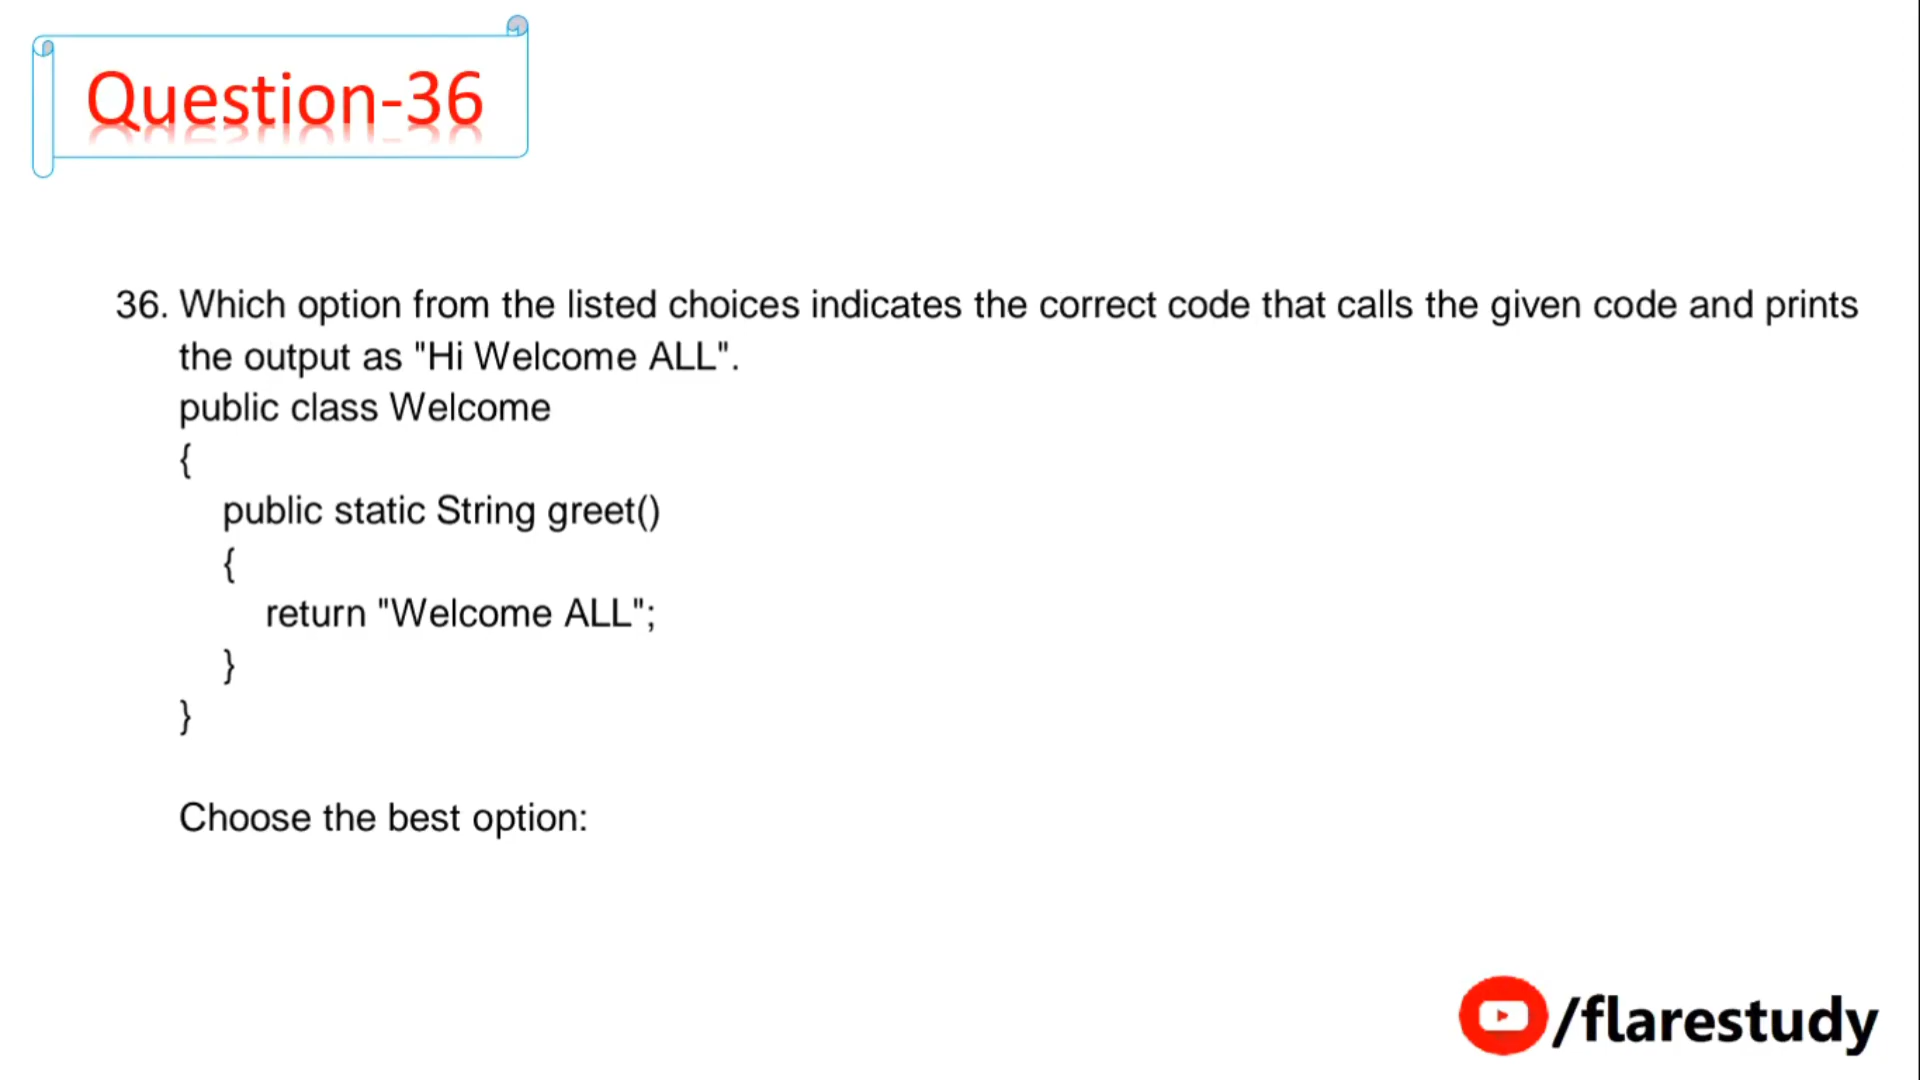 Question-36
36. Which option from the listed choices indicates the correct code that calls the given code and prints
the output as "Hi Welcome ALL".
public class Welcome
{
public static String greet()
{
return "Welcome ALL";
}
}
Choose the best option:
/flarestudy